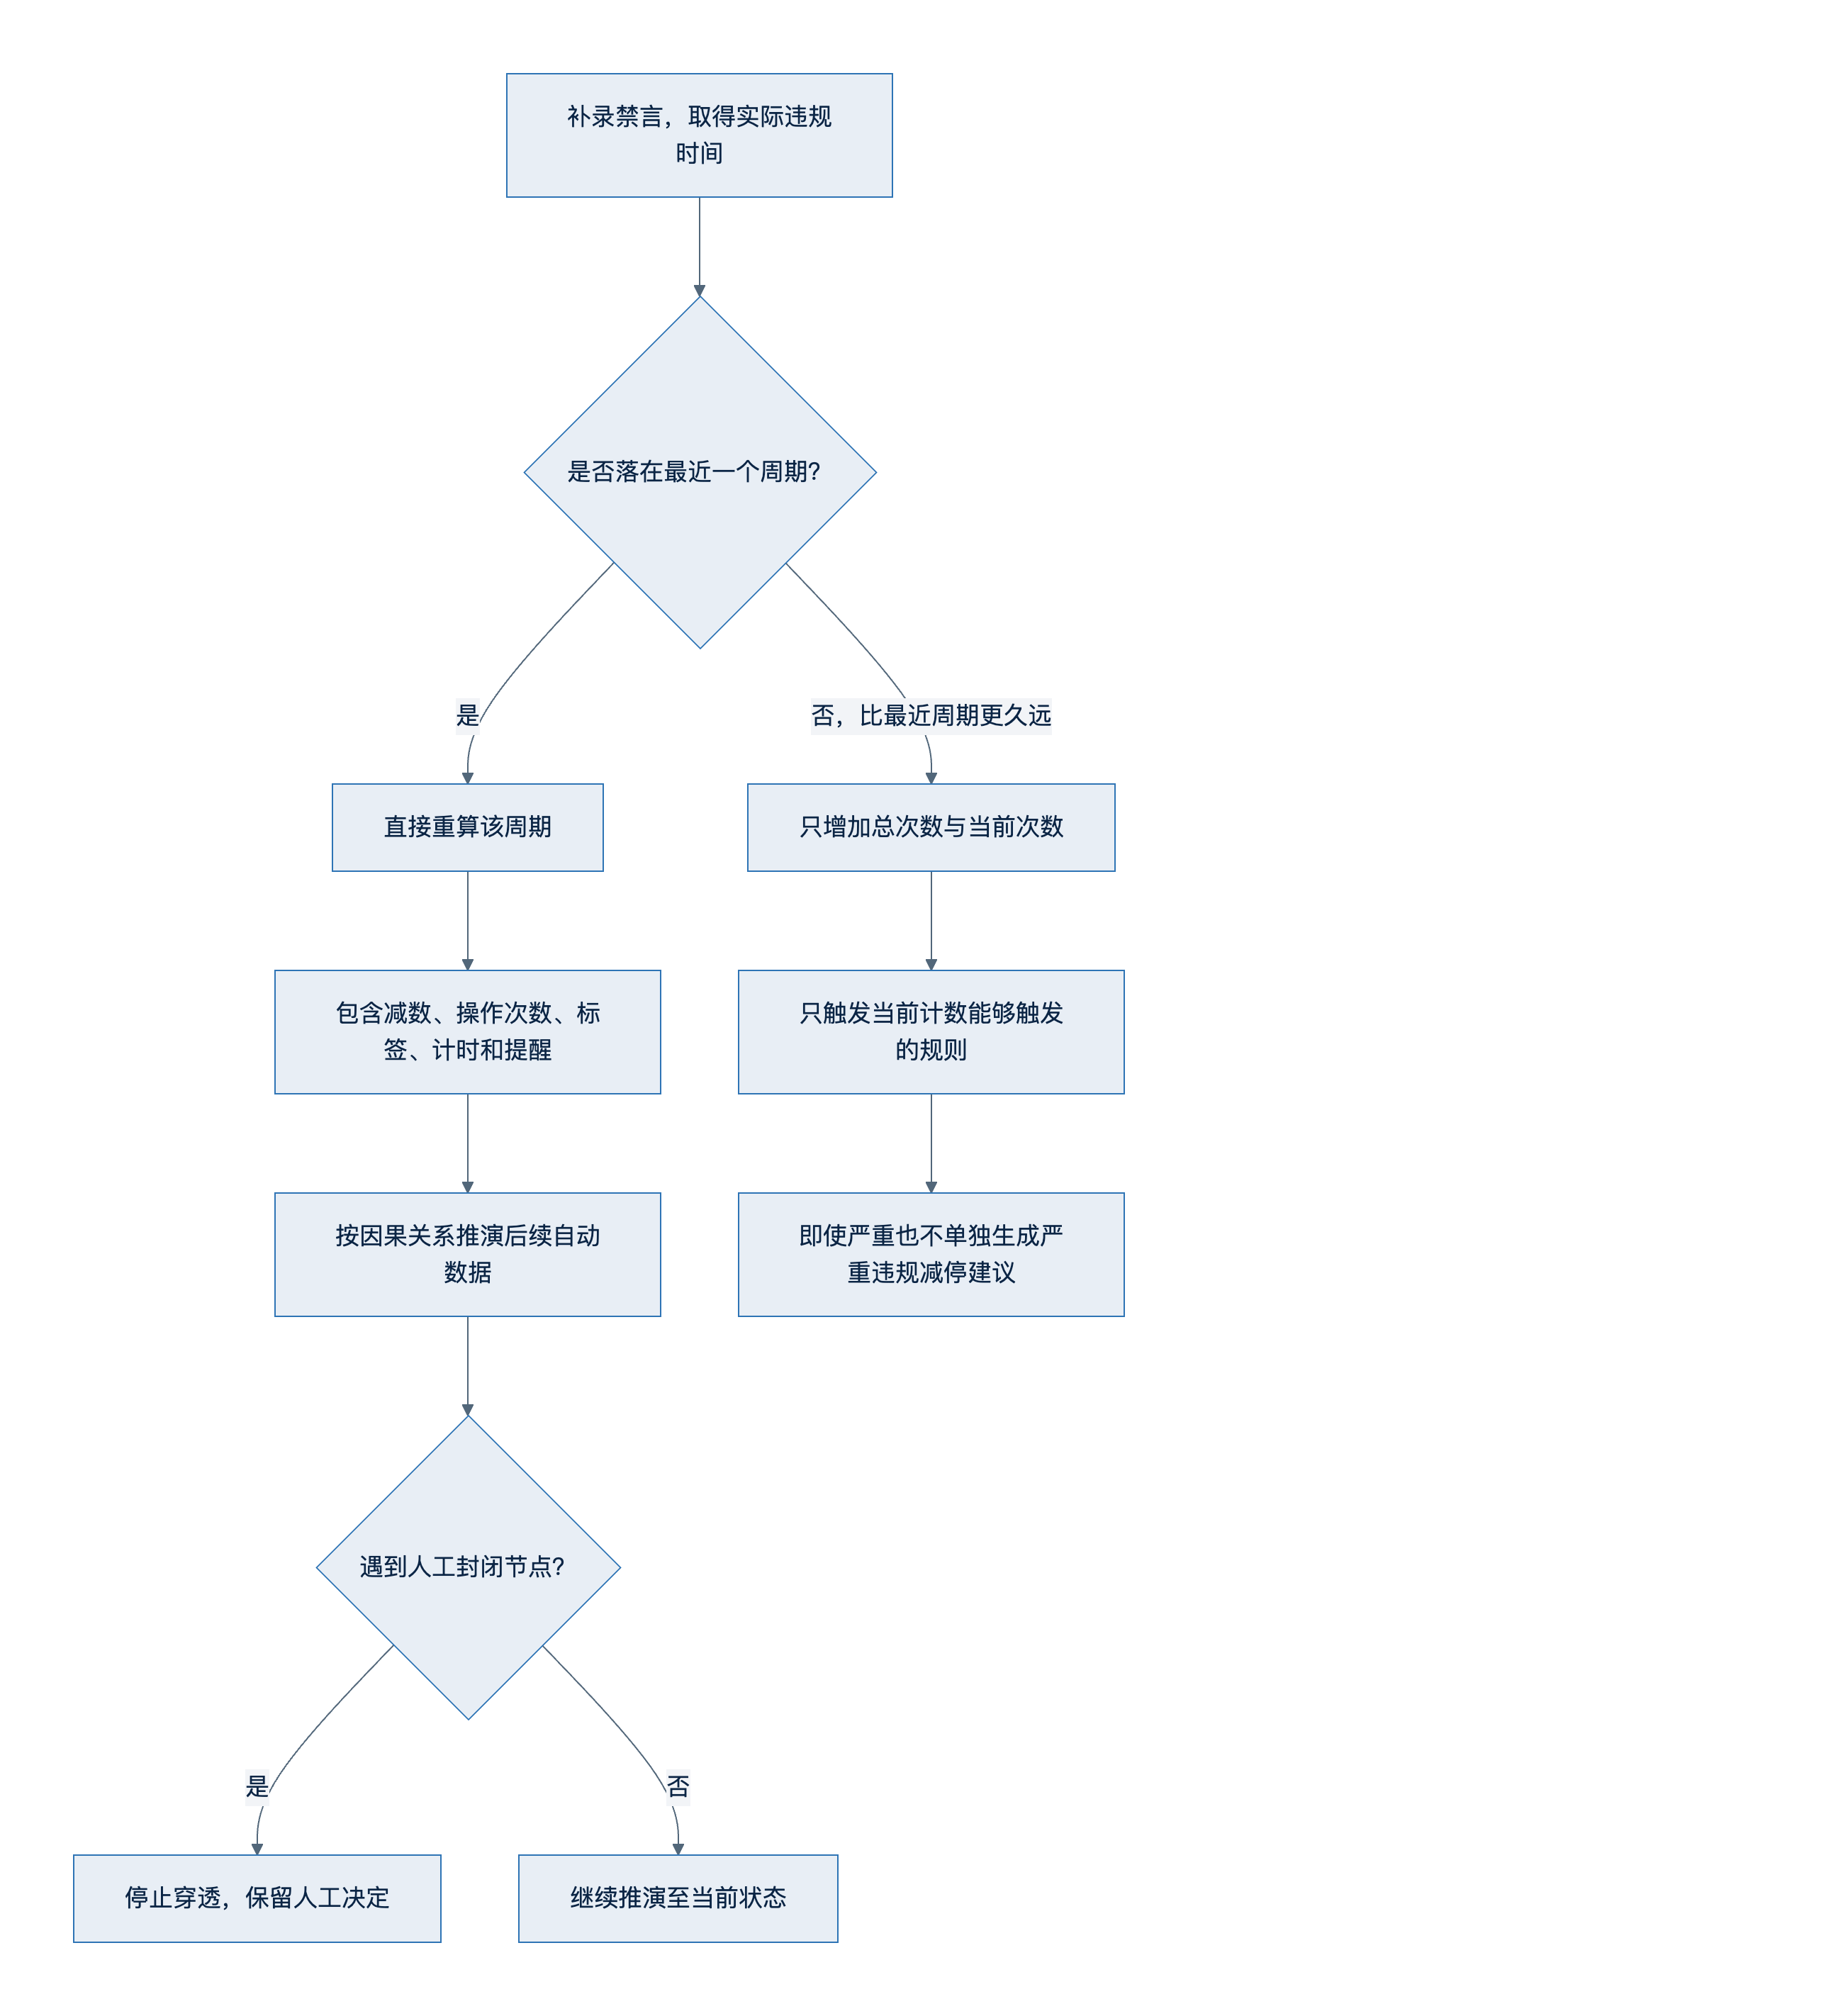 补录禁言，取得实际违规
时间
是否落在最近一个周期？
是
否，比最近周期更久远
直接重算该周期
只增加总次数与当前次数
包含减数、操作次数、标
签、计时和提醒
只触发当前计数能够触发
的规则
按因果关系推演后续自动
数据
即使严重也不单独生成严
重违规减停建议
遇到人工封闭节点？
是
否
停止穿透，保留人工决定
继续推演至当前状态